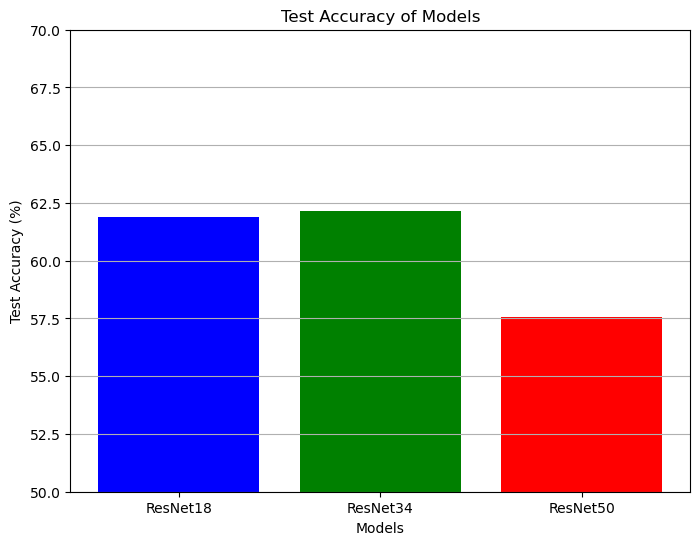 Test Accuracy of Models
Test Accuracy (%)
70.0
67.5
65.0
62.5
60.0
57.5
55.0
52.5
50.0
ResNet18
ResNet34
ResNet50
Models